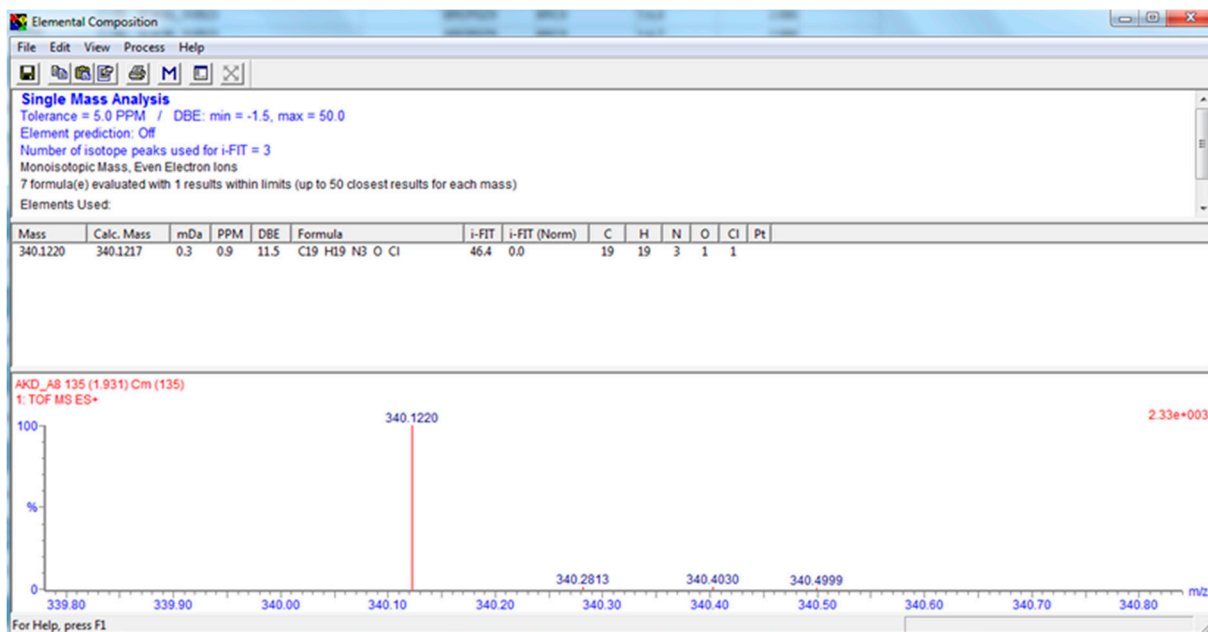 Elemental Composition
File Edit View Process Help
M
Single Mass Analysis
Tolerance = 5.0 PPM / DBE: min = -1.5, max = 50.0
Element prediction: Off
Number of isotope peaks used for i-FIT = 3
Monoisotopic Mass, Even Electron Ions
7 formula(e) evaluated with 1 results within limits (up to 50 closest results for each mass)
Elements Used:
Mass Calc. Mass mDa PPM DBE Formula i-FIT i-FIT (Norm) C H N O Cl Pt
340.1220 340.1217 0.3 0.9 11.5 C19 H19 N3 O Cl 46.4 0.0 19 19 3 1 1
AKD_A8 135 (1.931) Cm (135)
1: TOF MS ES+
2.33e+003
340.1220
100
%
340.2813 340.4030 340.4999
0
339.80 339.90 340.00 340.10 340.20 340.30 340.40 340.50 340.60 340.70 340.80 m/z
For Help, press F1